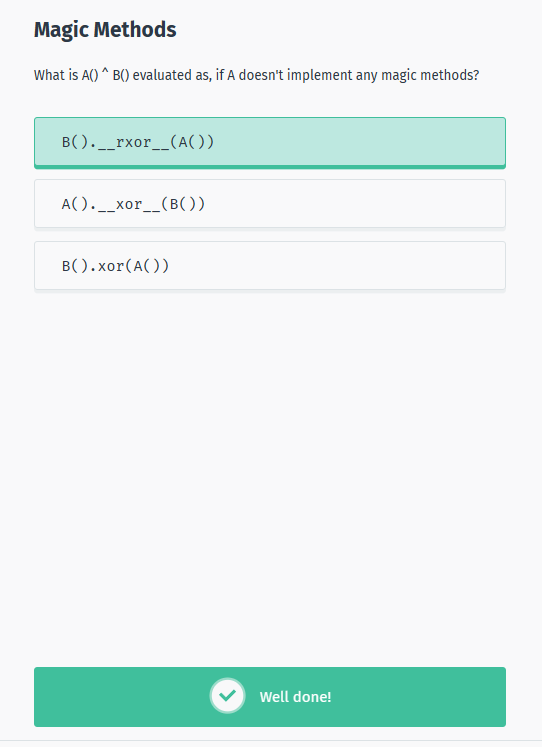 Magic Methods
What is A() ^ B() evaluated as, if A doesn't implement any magic methods?
B().__rxor__(A())
A().__xor__(B())
B().xor(A())
Well done!